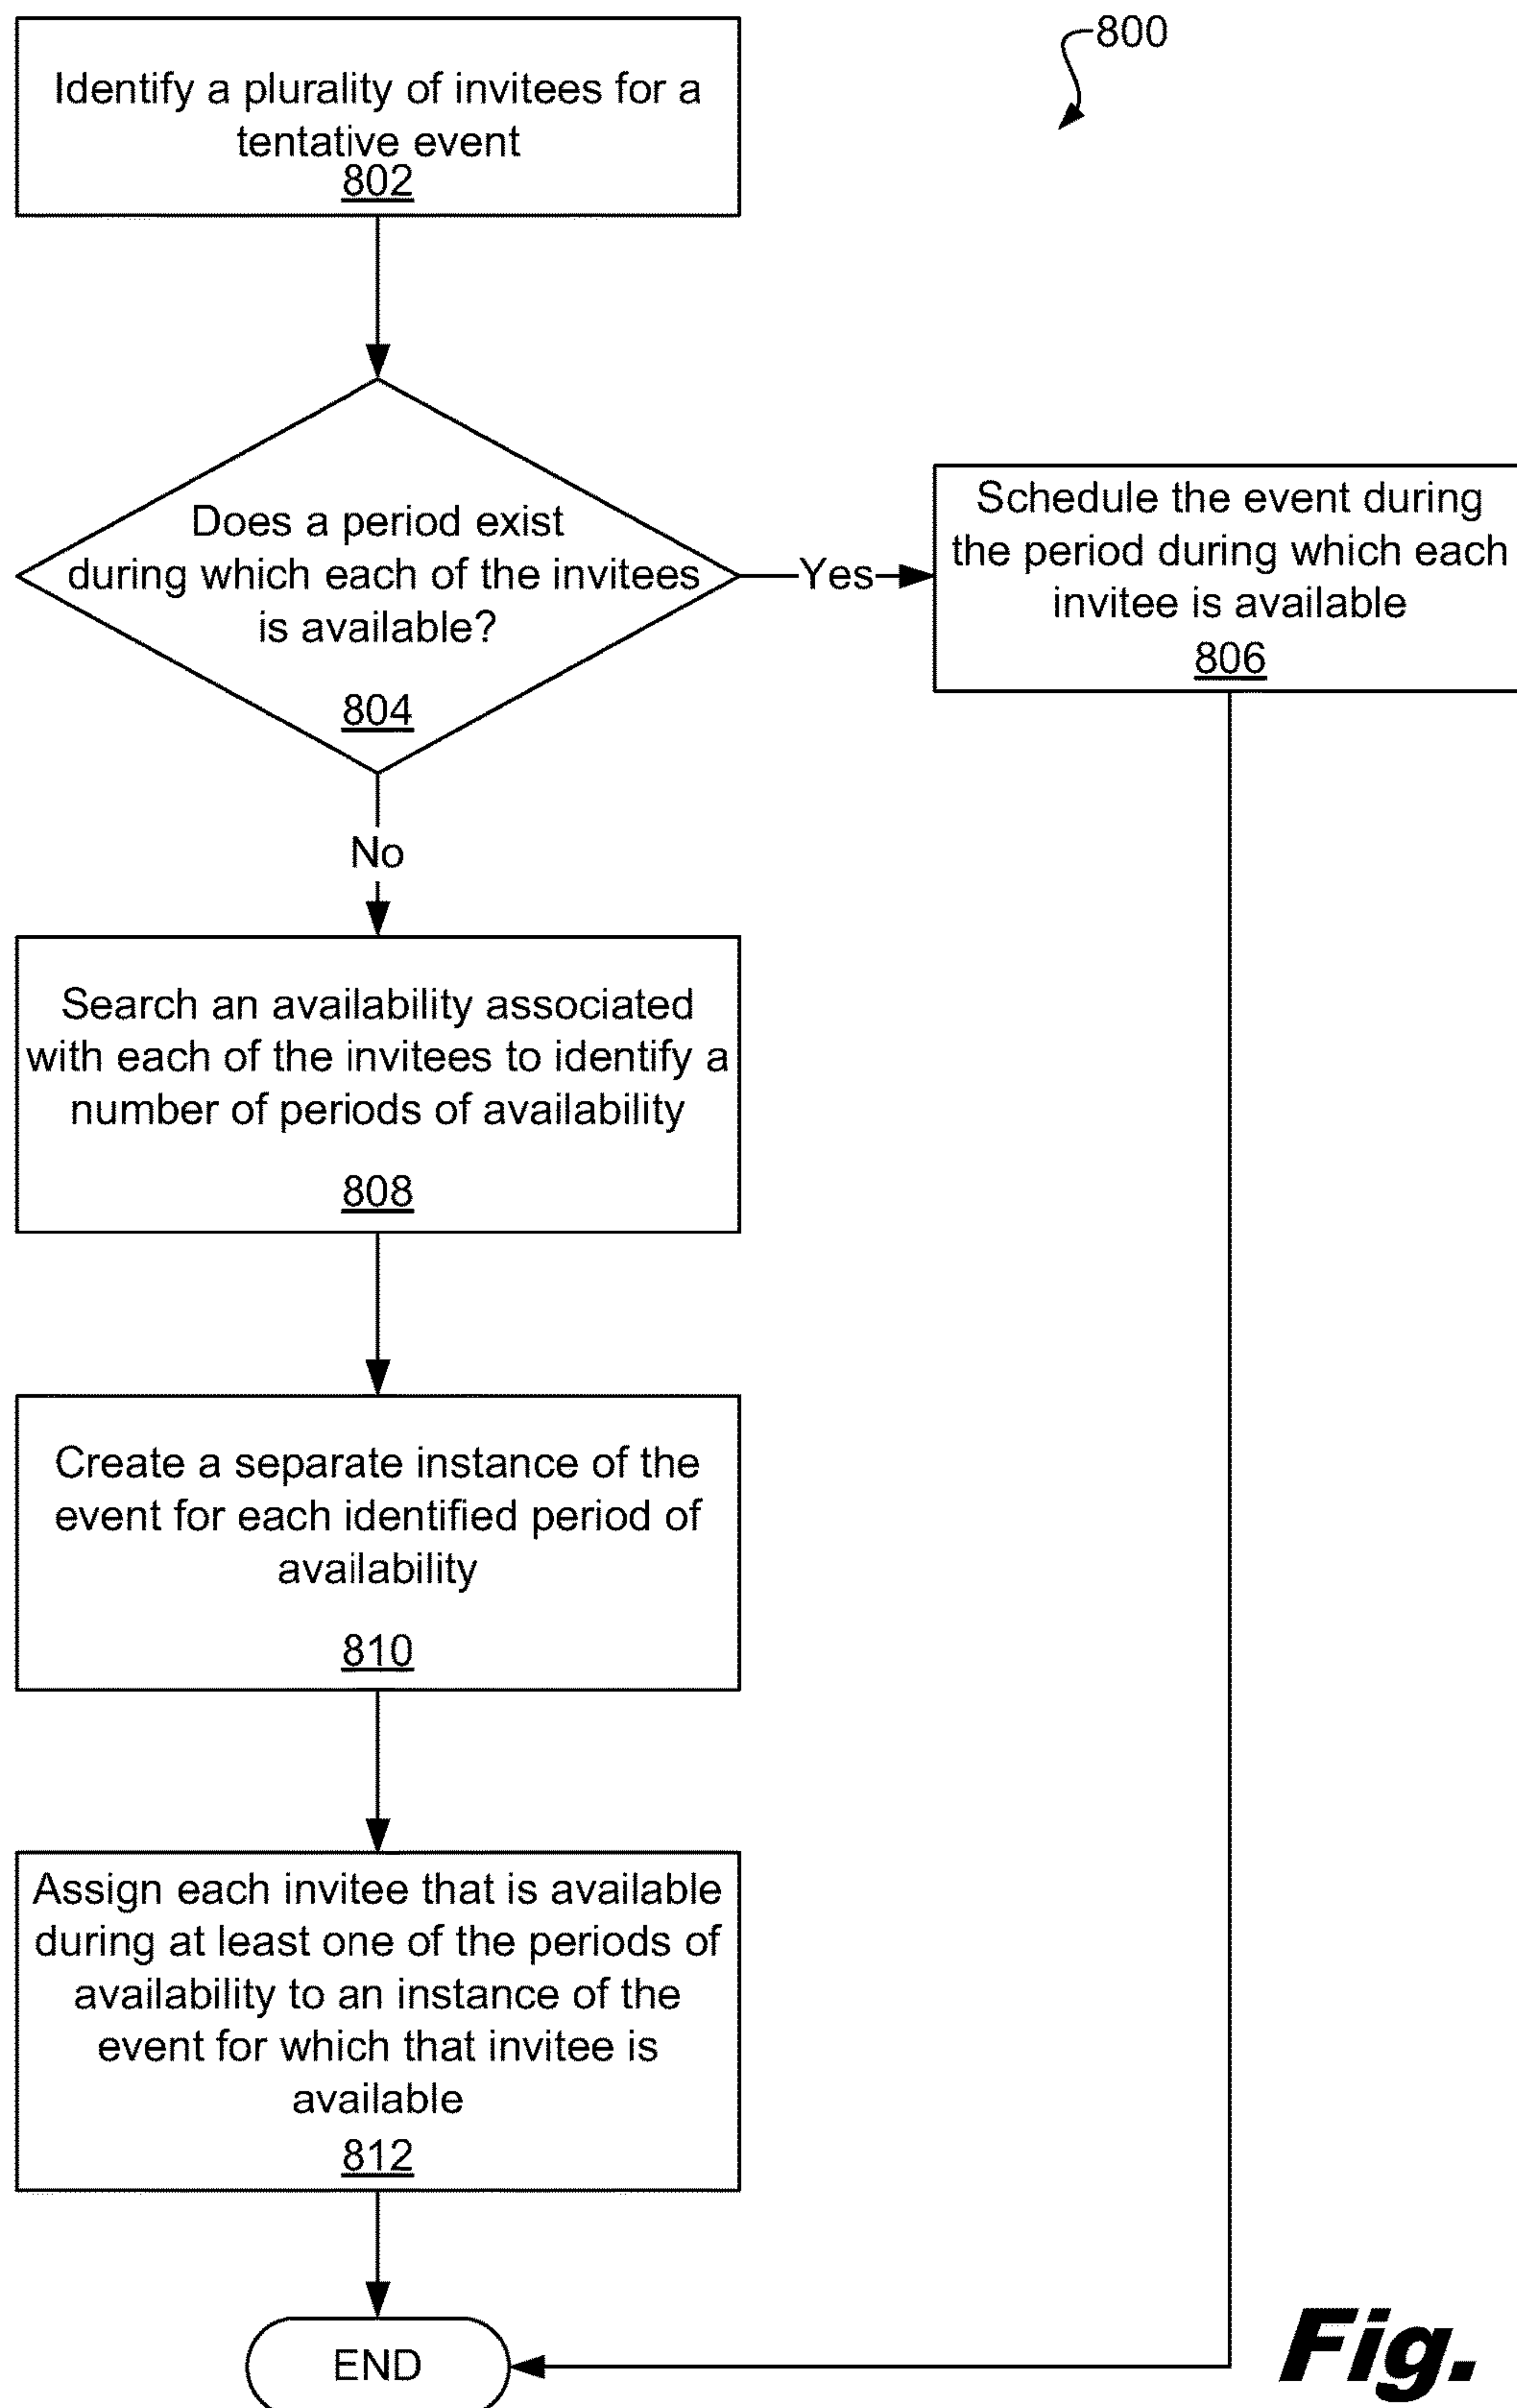 800
Identify a plurality of invitees for a
tentative event
802
Does a period exist
during which each of the invitees
is available?
804
Yes
Schedule the event during
the period during which each
invitee is available
806
No
Search an availability associated
with each of the invitees to identify a
number of periods of availability
808
Create a separate instance of the
event for each identified period of
availability
810
Assign each invitee that is available
during at least one of the periods of
availability to an instance of the
event for which that invitee is
available
812
END
Fig.